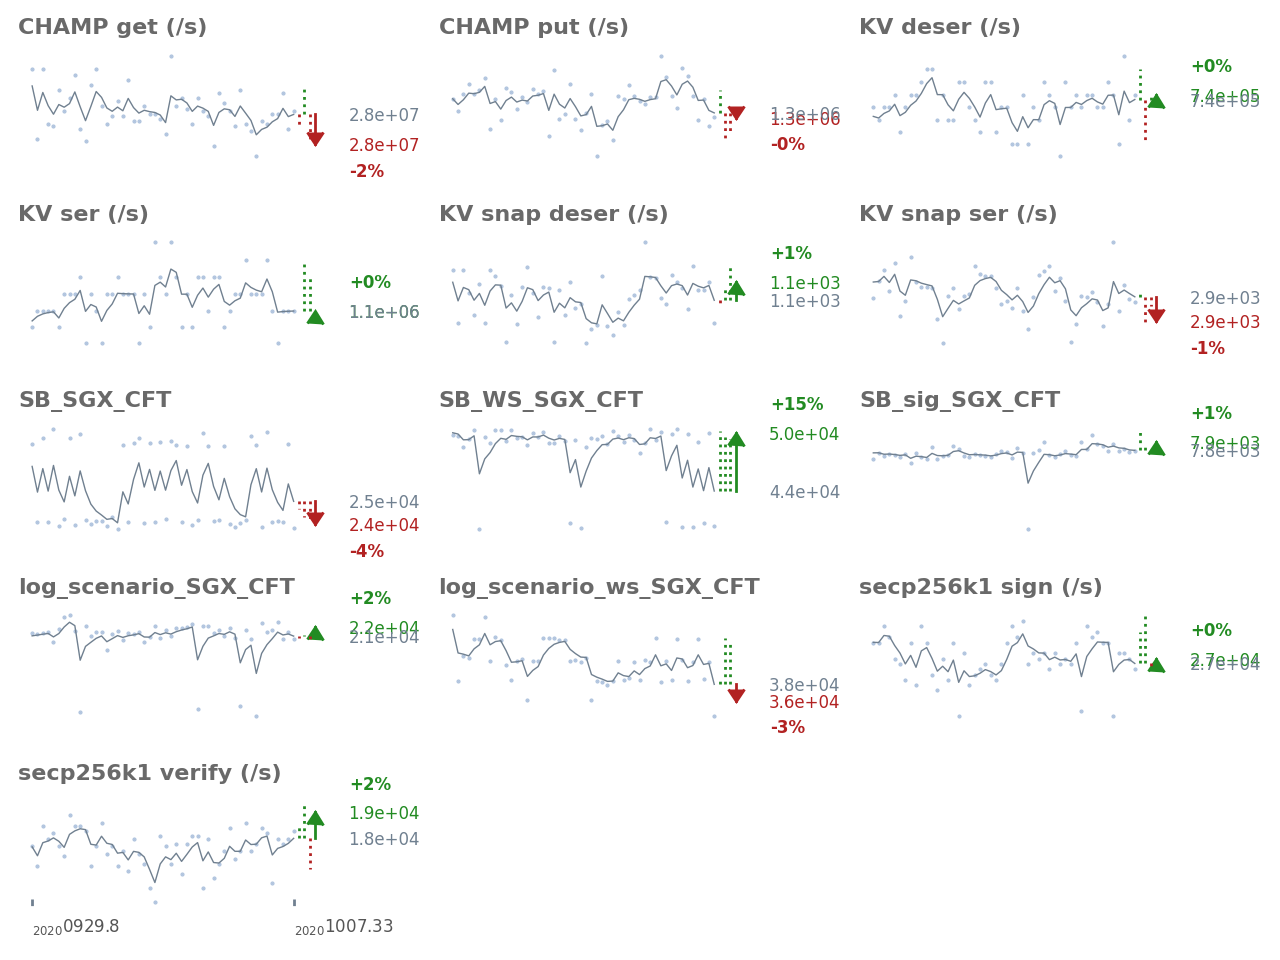 CHAMP get (/s)
2.8e+07
2.8e+07
-2%
CHAMP put (/s)
1.3e+06
1.3e+06
-0%
KV deser (/s)
+0%
7.4e+05
7.4e+05
KV ser (/s)
+0%
1.1e+06
1.1e+06
KV snap deser (/s)
+1%
1.1e+03
1.1e+03
KV snap ser (/s)
2.9e+03
2.9e+03
-1%
SB_SGX_CFT
2.5e+04
2.4e+04
-4%
SB_WS_SGX_CFT
+15%
5.0e+04
4.4e+04
SB_sig_SGX_CFT
+1%
7.9e+03
7.8e+03
log_scenario_SGX_CFT
+2%
2.2e+04
2.1e+04
log_scenario_ws_SGX_CFT
3.8e+04
3.6e+04
-3%
secp256k1 sign (/s)
+0%
2.7e+04
2.7e+04
secp256k1 verify (/s)
+2%
1.9e+04
1.8e+04
20200929.8
20201007.33